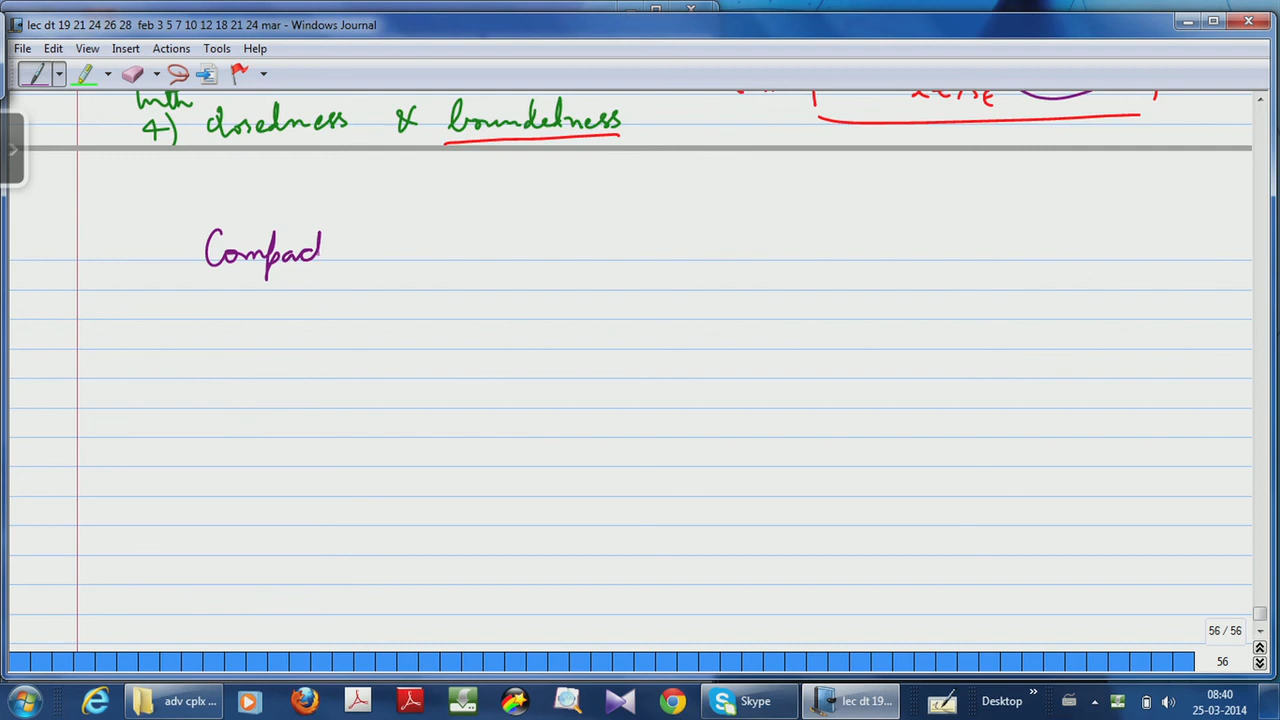 lec dt 19 21 24 26 28 feb 3 5 7 10 12 18 21 24 mar - Windows Journal
File Edit View Insert Actions Tools Help
4) closedness & boundedness
Compad
56 / 56
56
adv cplx ...
Skype
lec dt 19...
Desktop
08:40
25-03-2014